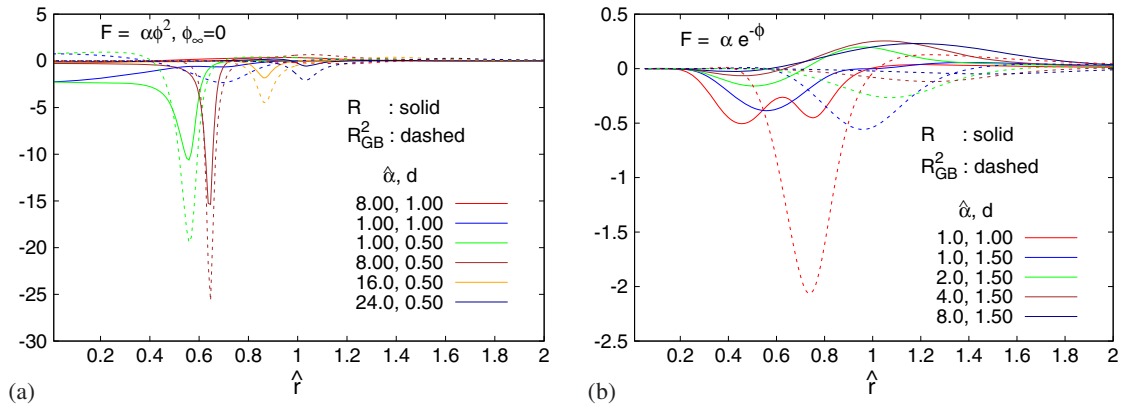 F = αϕ², ϕ∞=0
0
-5
-10
-15
-20
-25
-30
R : solid
R²GB : dashed
α̂, d
8.00, 1.00
1.00, 1.00
1.00, 0.50
8.00, 0.50
16.0, 0.50
24.0, 0.50
0.2 0.4 0.6 0.8 1 1.2 1.4 1.6 1.8 2
r̂
(a)
F = α e-ϕ
0.5
0
-0.5
-1
-1.5
-2
-2.5
R : solid
R²GB : dashed
α̂, d
1.0, 1.00
1.0, 1.50
2.0, 1.50
4.0, 1.50
8.0, 1.50
0.2 0.4 0.6 0.8 1 1.2 1.4 1.6 1.8 2
r̂
(b)